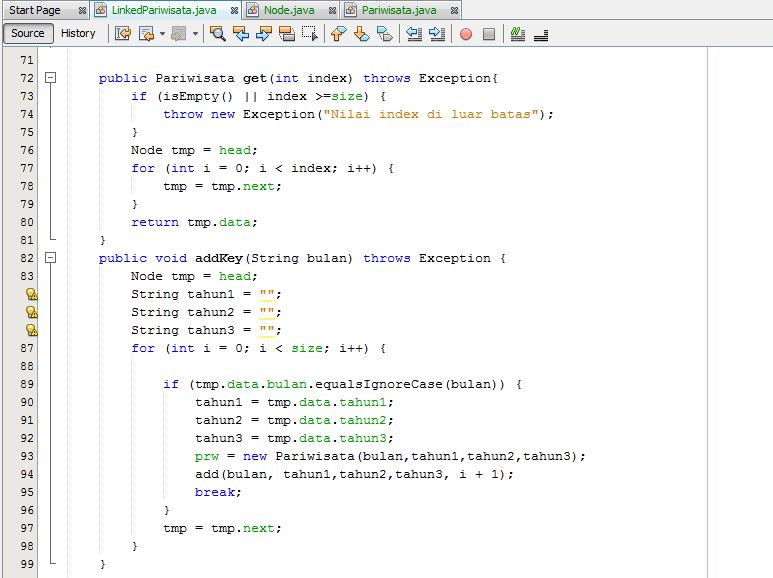 Start Page LinkedPariwisata.java Node.java Pariwisata.java
Source History
71
72 public Pariwisata get(int index) throws Exception{
73 if (isEmpty() || index >=size) {
74 throw new Exception("Nilai index di luar batas");
75 }
76 Node tmp = head;
77 for (int i = 0; i < index; i++) {
78 tmp = tmp.next;
79 }
80 return tmp.data;
81 }
82 public void addKey(String bulan) throws Exception {
83 Node tmp = head;
String tahun1 = "";
String tahun2 = "";
String tahun3 = "";
87 for (int i = 0; i < size; i++) {
88
89 if (tmp.data.bulan.equalsIgnoreCase(bulan)) {
90 tahun1 = tmp.data.tahun1;
91 tahun2 = tmp.data.tahun2;
92 tahun3 = tmp.data.tahun3;
93 prw = new Pariwisata(bulan,tahun1,tahun2,tahun3);
94 add(bulan, tahun1,tahun2,tahun3, i + 1);
95 break;
96 }
97 tmp = tmp.next;
98 }
99 }